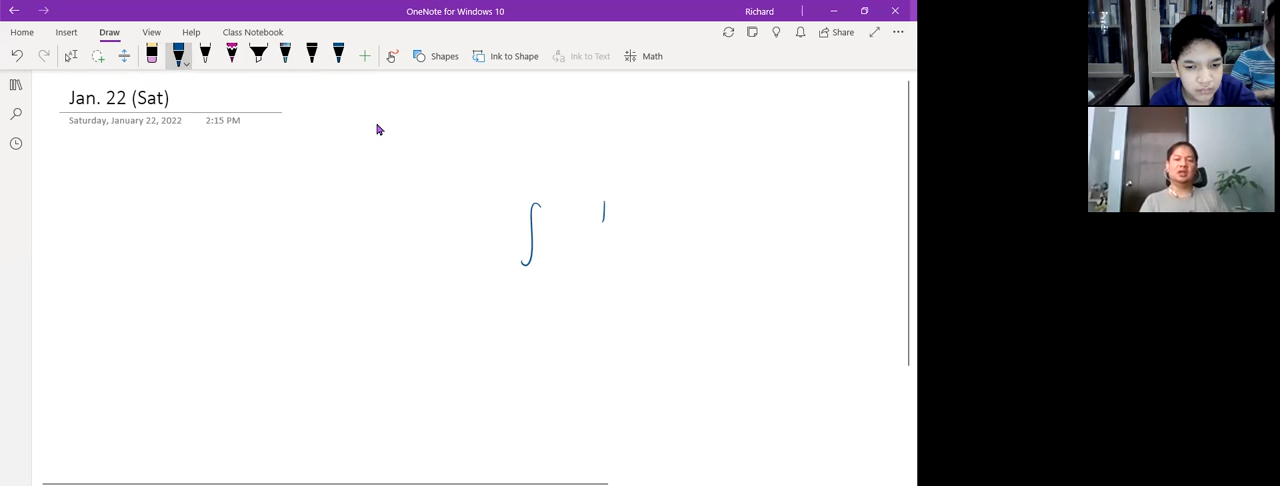 OneNote for Windows 10
Richard
Home Insert Draw View Help Class Notebook
Share
Shapes Ink to Shape Ink to Text Math
Jan. 22 (Sat)
Saturday, January 22, 2022 2:15 PM
∫ 1